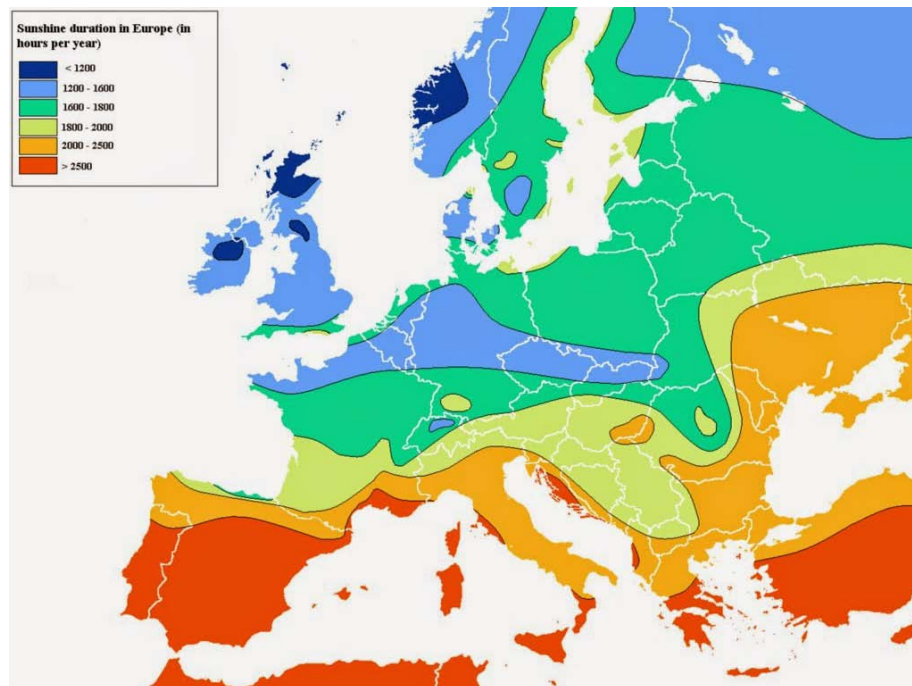 Sunshine duration in Europe (in
hours per year)
< 1200
1200 - 1600
1600 - 1800
1800 - 2000
2000 - 2500
> 2500